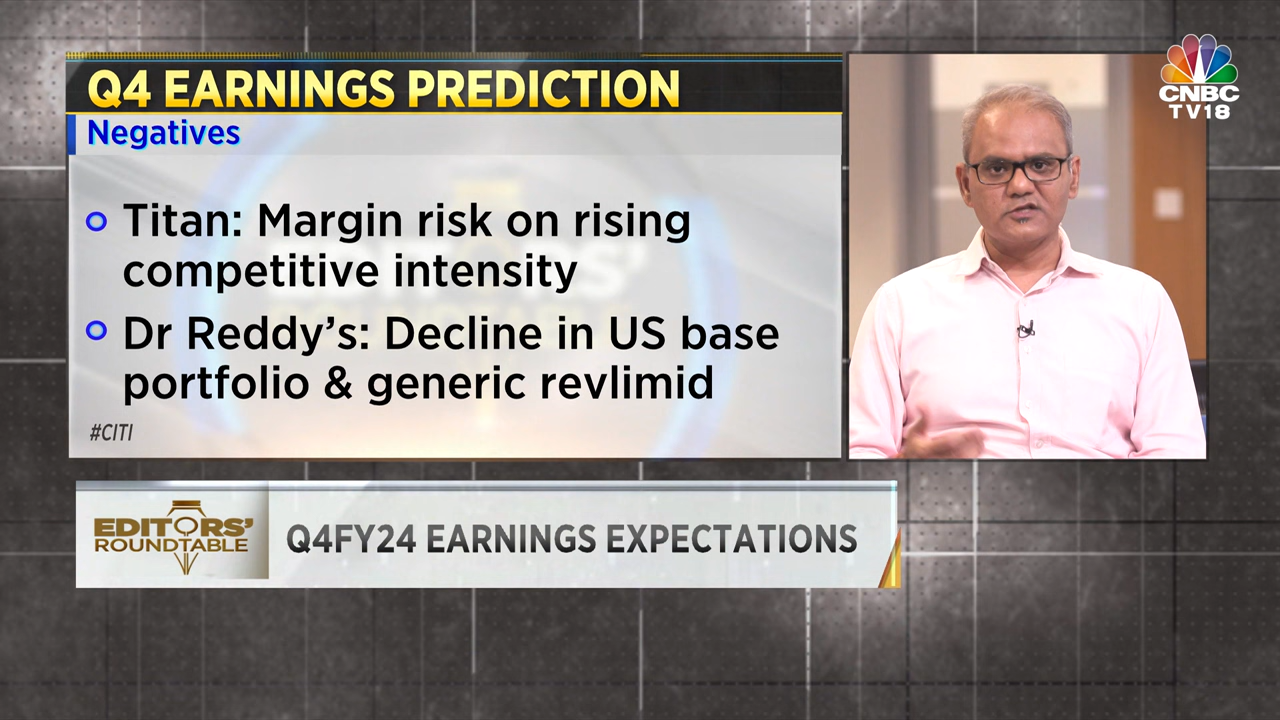 Q4 EARNINGS PREDICTION
Negatives
Titan: Margin risk on rising
competitive intensity
Dr Reddy’s: Decline in US base
portfolio & generic revlimid
#CITI
CNBC
TV18
EDITORS’
ROUNDTABLE
Q4FY24 EARNINGS EXPECTATIONS